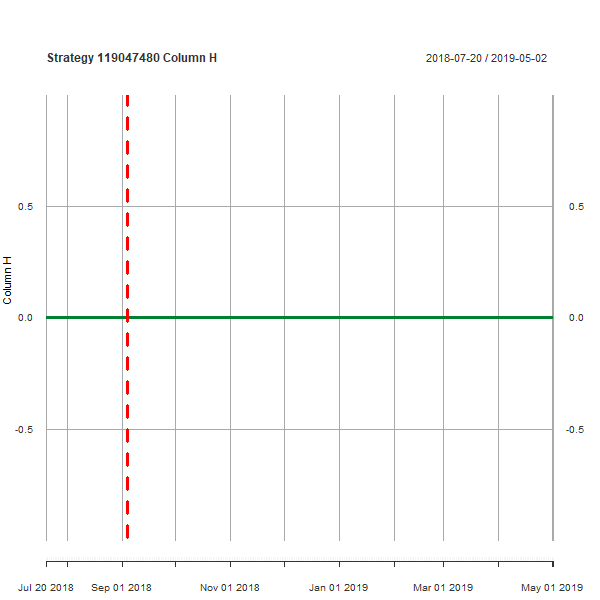 Strategy 119047480 Column H
2018-07-20 / 2019-05-02
0.5
0.5
Column H
0.0
0.0
-0.5
-0.5
Jul 20 2018
Sep 01 2018
Nov 01 2018
Jan 01 2019
Mar 01 2019
May 01 2019